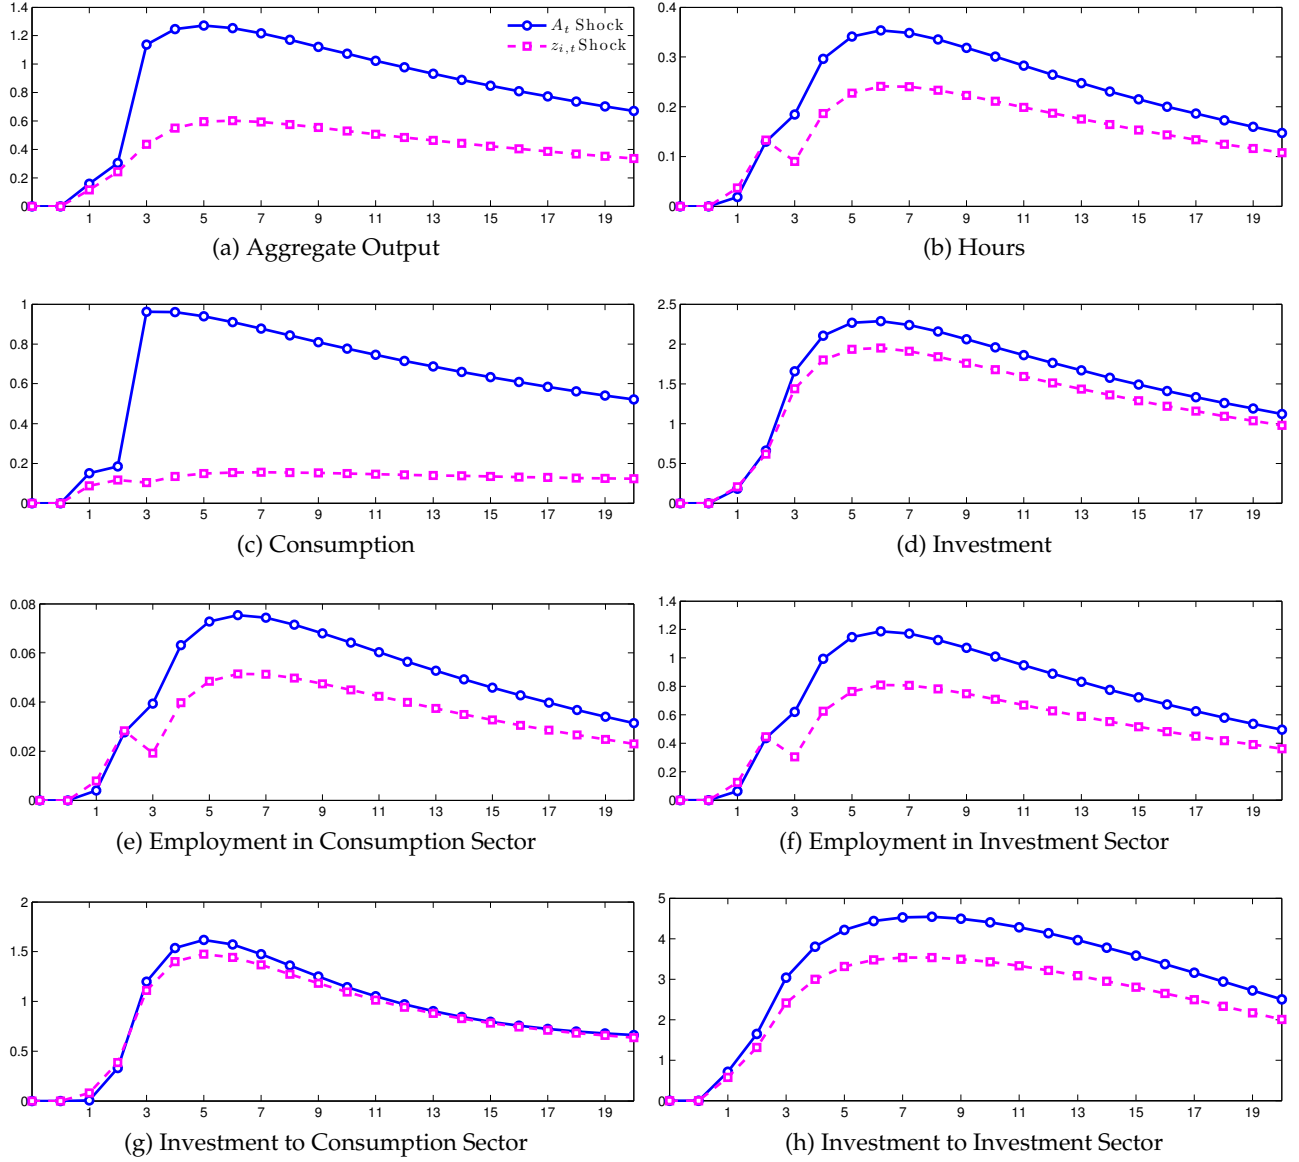 1.4
1.2
1
0.8
0.6
0.4
0.2
0
1 3 5 7 9 11 13 15 17 19
A_t Shock
z_{i,t} Shock
(a) Aggregate Output
0.4
0.3
0.2
0.1
0
1 3 5 7 9 11 13 15 17 19
(b) Hours
1
0.8
0.6
0.4
0.2
0
1 3 5 7 9 11 13 15 17 19
(c) Consumption
2.5
2
1.5
1
0.5
0
1 3 5 7 9 11 13 15 17 19
(d) Investment
0.08
0.06
0.04
0.02
0
1 3 5 7 9 11 13 15 17 19
(e) Employment in Consumption Sector
1.4
1.2
1
0.8
0.6
0.4
0.2
0
1 3 5 7 9 11 13 15 17 19
(f) Employment in Investment Sector
2
1.5
1
0.5
0
1 3 5 7 9 11 13 15 17 19
(g) Investment to Consumption Sector
5
4
3
2
1
0
1 3 5 7 9 11 13 15 17 19
(h) Investment to Investment Sector